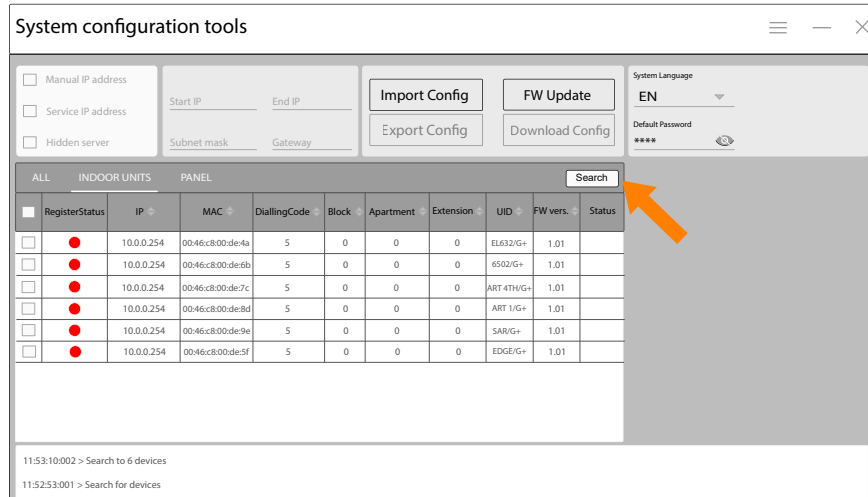 System configuration tools
Manual IP address
Service IP address
Hidden server
Start IP End IP
Subnet mask Gateway
Import Config FW Update
Export Config Download Config
System Language
EN
Default Password
****
ALL INDOOR UNITS PANEL Search
RegisterStatus IP MAC DiallingCode Block Apartment Extension UID FW vers. Status
10.0.0.254 00:46:c8:00:de:4a 5 0 0 0 EL632/G+ 1.01
10.0.0.254 00:46:c8:00:de:6b 5 0 0 0 6502/G+ 1.01
10.0.0.254 00:46:c8:00:de:7c 5 0 0 0 ART 4TH/G+ 1.01
10.0.0.254 00:46:c8:00:de:8d 5 0 0 0 ART 1/G+ 1.01
10.0.0.254 00:46:c8:00:de:9e 5 0 0 0 SAR/G+ 1.01
10.0.0.254 00:46:c8:00:de:5f 5 0 0 0 EDGE/G+ 1.01
11:53:10:002 > Search to 6 devices
11:52:53:001 > Search for devices